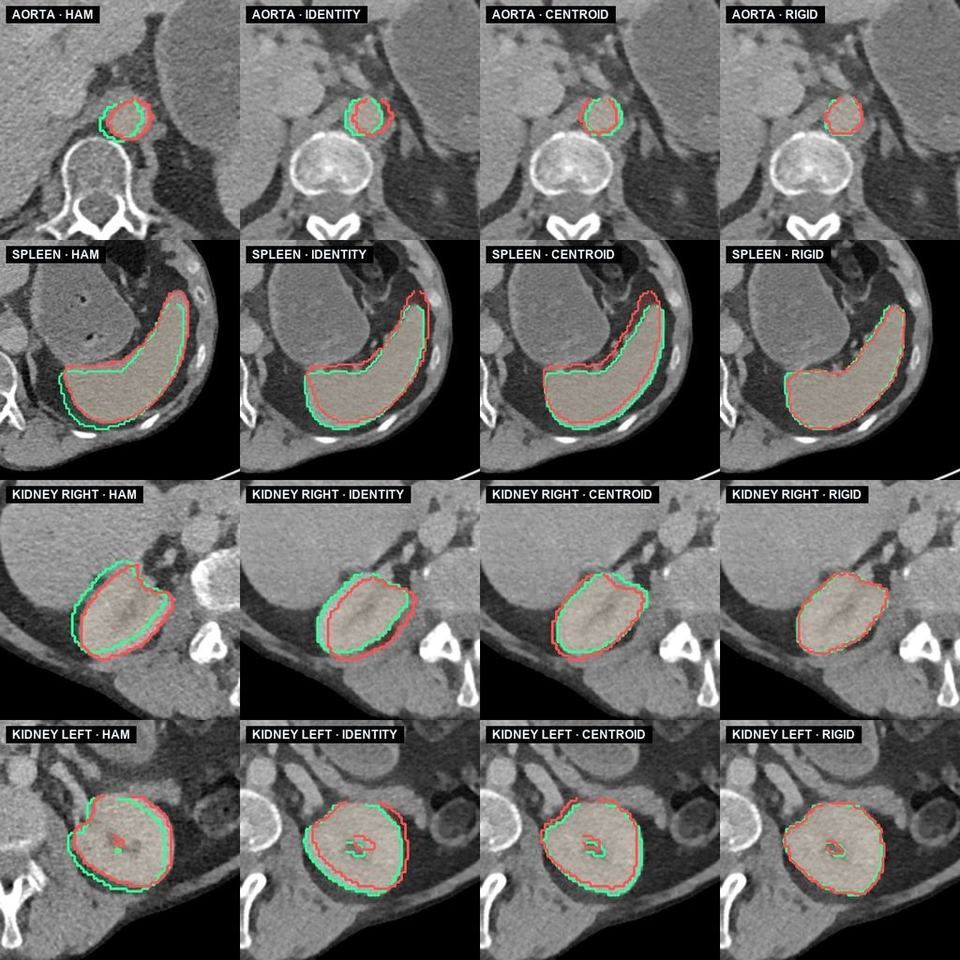 AORTA · HAM
AORTA · IDENTITY
AORTA · CENTROID
AORTA · RIGID
SPLEEN · HAM
SPLEEN · IDENTITY
SPLEEN · CENTROID
SPLEEN · RIGID
KIDNEY RIGHT · HAM
KIDNEY RIGHT · IDENTITY
KIDNEY RIGHT · CENTROID
KIDNEY RIGHT · RIGID
KIDNEY LEFT · HAM
KIDNEY LEFT · IDENTITY
KIDNEY LEFT · CENTROID
KIDNEY LEFT · RIGID